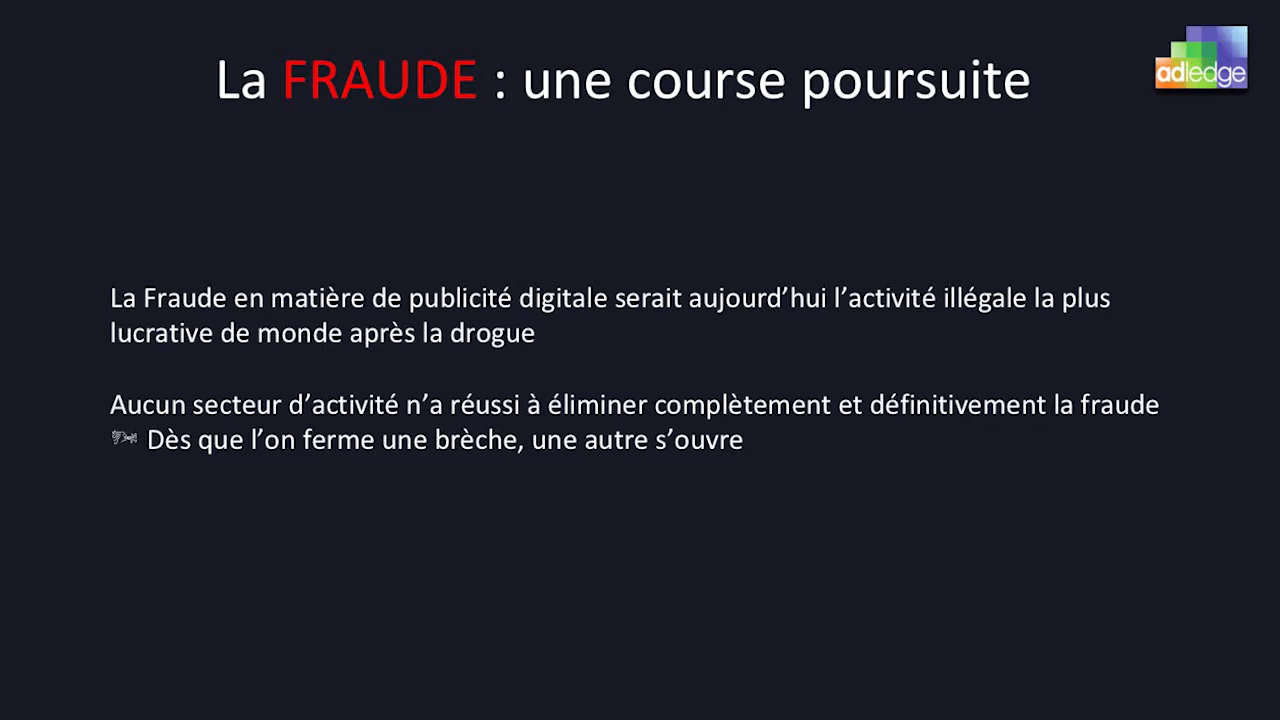 La FRAUDE : une course poursuite
adledge
La Fraude en matière de publicité digitale serait aujourd’hui l’activité illégale la plus
lucrative de monde après la drogue
Aucun secteur d’activité n’a réussi à éliminer complètement et définitivement la fraude
Dès que l’on ferme une brèche, une autre s’ouvre